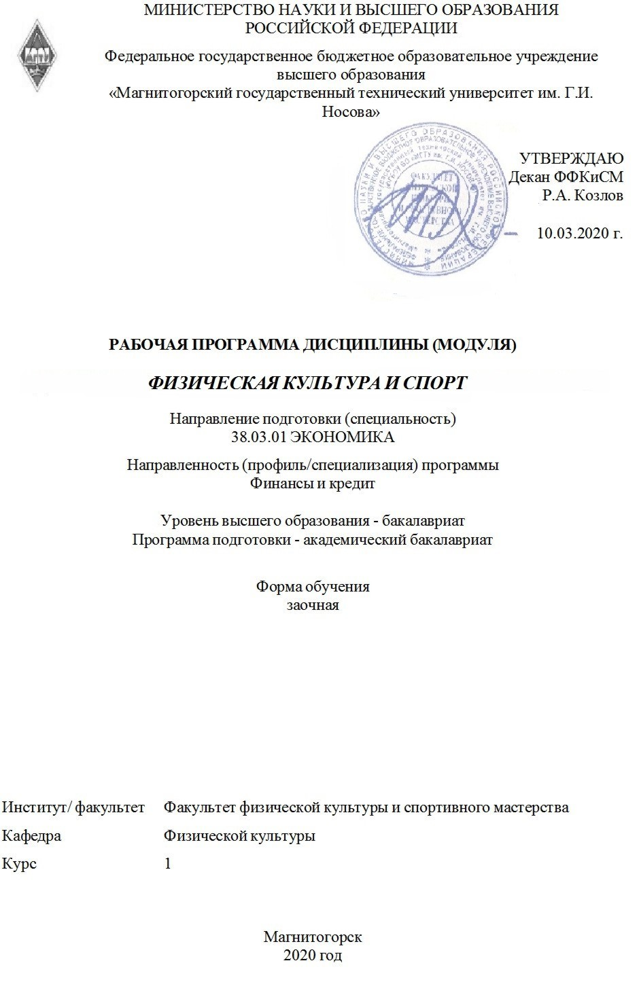 МИНИСТЕРСТВО НАУКИ И ВЫСШЕГО ОБРАЗОВАНИЯ
РОССИЙСКОЙ ФЕДЕРАЦИИ
Федеральное государственное бюджетное образовательное учреждение
высшего образования
«Магнитогорский государственный технический университет им. Г.И.
Носова»
УТВЕРЖДАЮ
Декан ФФКиСМ
Р.А. Козлов
10.03.2020 г.
РАБОЧАЯ ПРОГРАММА ДИСЦИПЛИНЫ (МОДУЛЯ)
ФИЗИЧЕСКАЯ КУЛЬТУРА И СПОРТ
Направление подготовки (специальность)
38.03.01 ЭКОНОМИКА
Направленность (профиль/специализация) программы
Финансы и кредит
Уровень высшего образования - бакалавриат
Программа подготовки - академический бакалавриат
Форма обучения
заочная
Институт/ факультет Факультет физической культуры и спортивного мастерства
Кафедра Физической культуры
Курс 1
Магнитогорск
2020 год